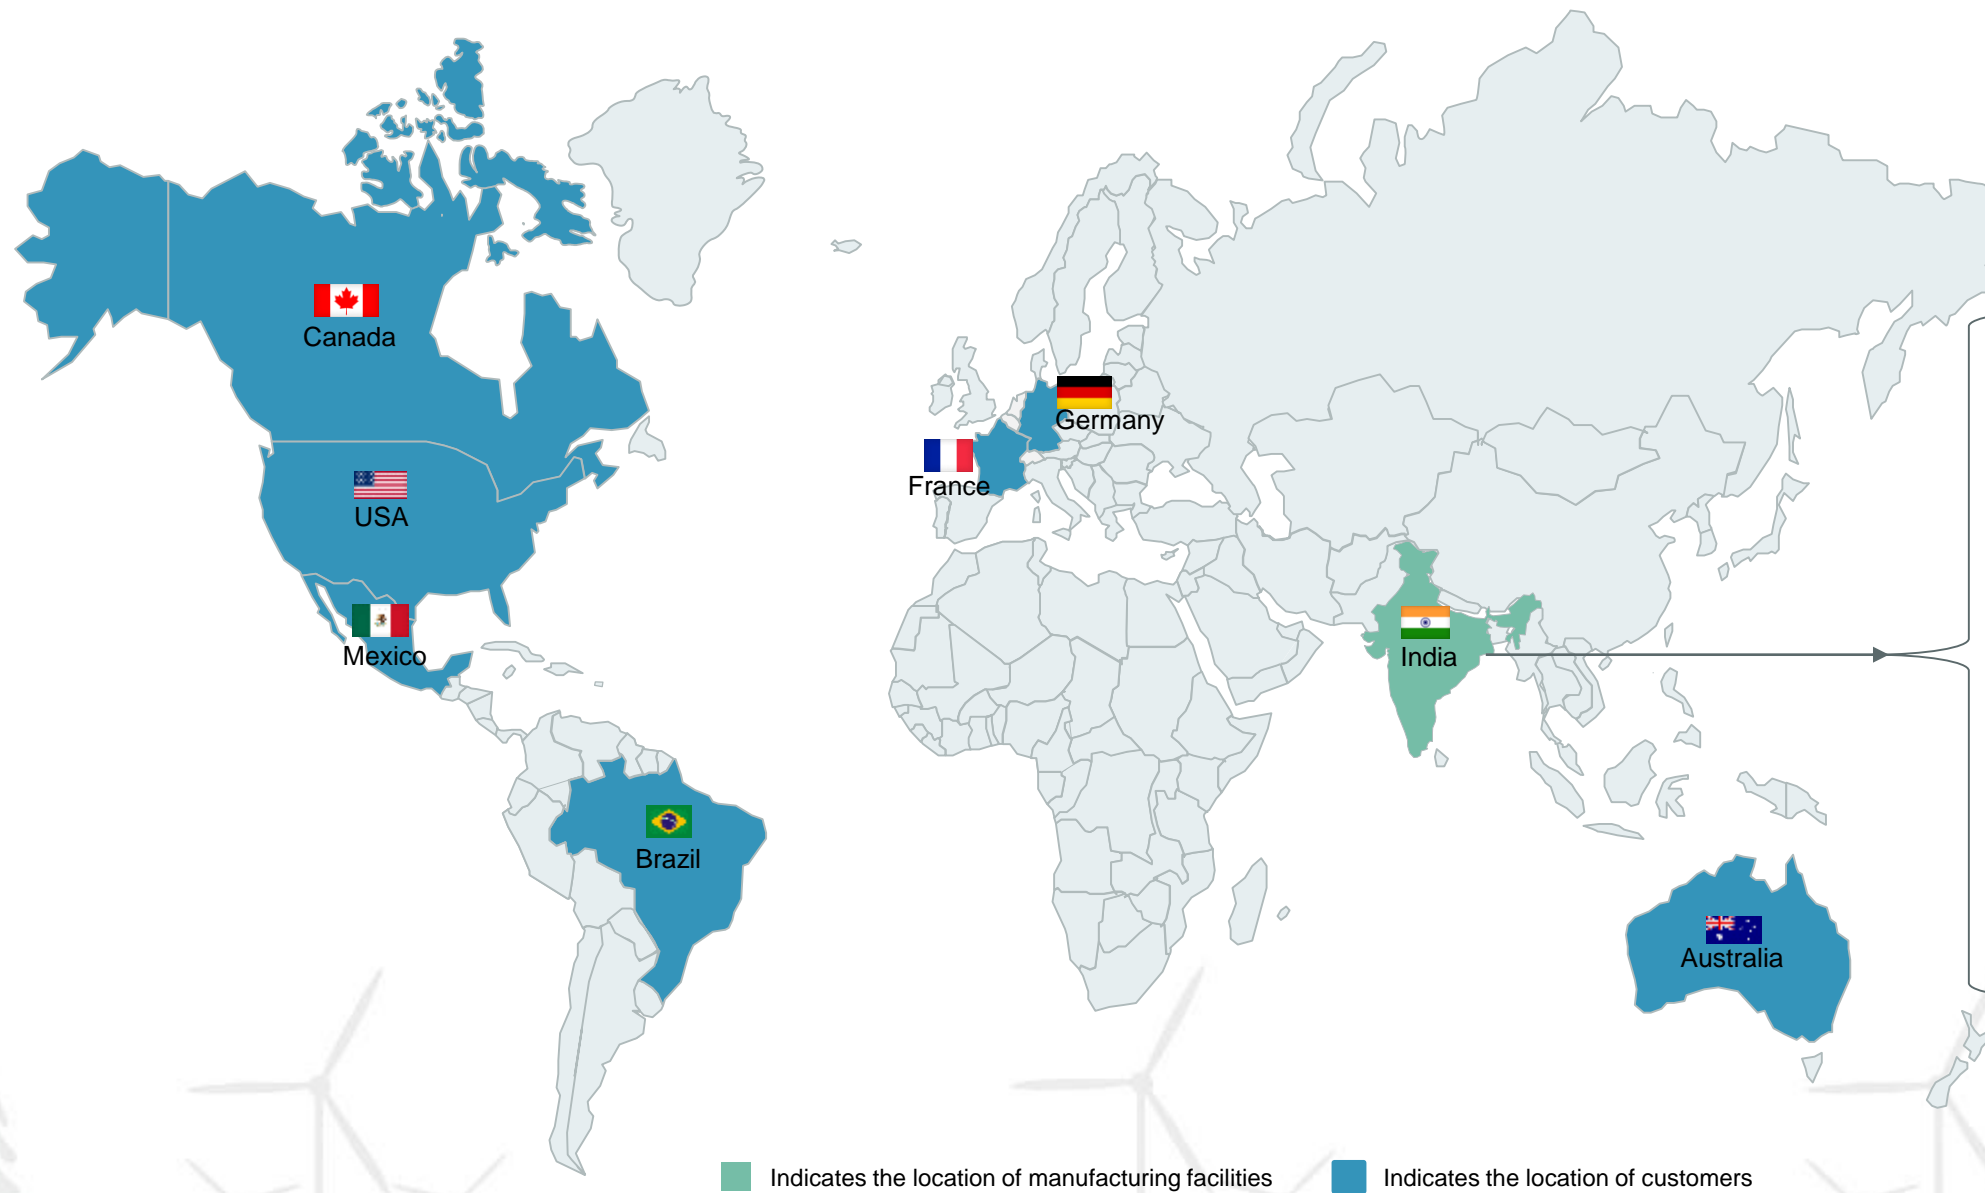 Canada
Germany
France
USA
India
Mexico
Brazil
Australia
Indicates the location of manufacturing facilities
Indicates the location of customers